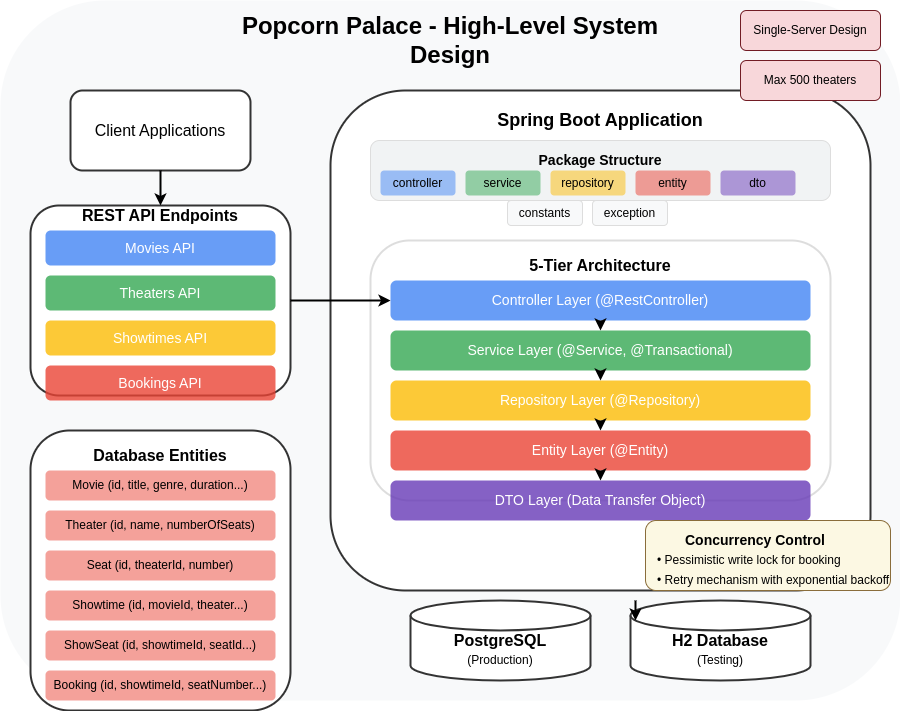 Popcorn Palace - High-Level System
Design
Single-Server Design
Max 500 theaters
Client Applications
REST API Endpoints
Movies API
Theaters API
Showtimes API
Bookings API
Database Entities
Movie (id, title, genre, duration...)
Theater (id, name, numberOfSeats)
Seat (id, theaterId, number)
Showtime (id, movieId, theater...)
ShowSeat (id, showtimeId, seatId...)
Booking (id, showtimeId, seatNumber...)
Spring Boot Application
Package Structure
controller
service
repository
entity
dto
constants
exception
5-Tier Architecture
Controller Layer (@RestController)
Service Layer (@Service, @Transactional)
Repository Layer (@Repository)
Entity Layer (@Entity)
DTO Layer (Data Transfer Object)
Concurrency Control
• Pessimistic write lock for booking
• Retry mechanism with exponential backoff
PostgreSQL
(Production)
H2 Database
(Testing)